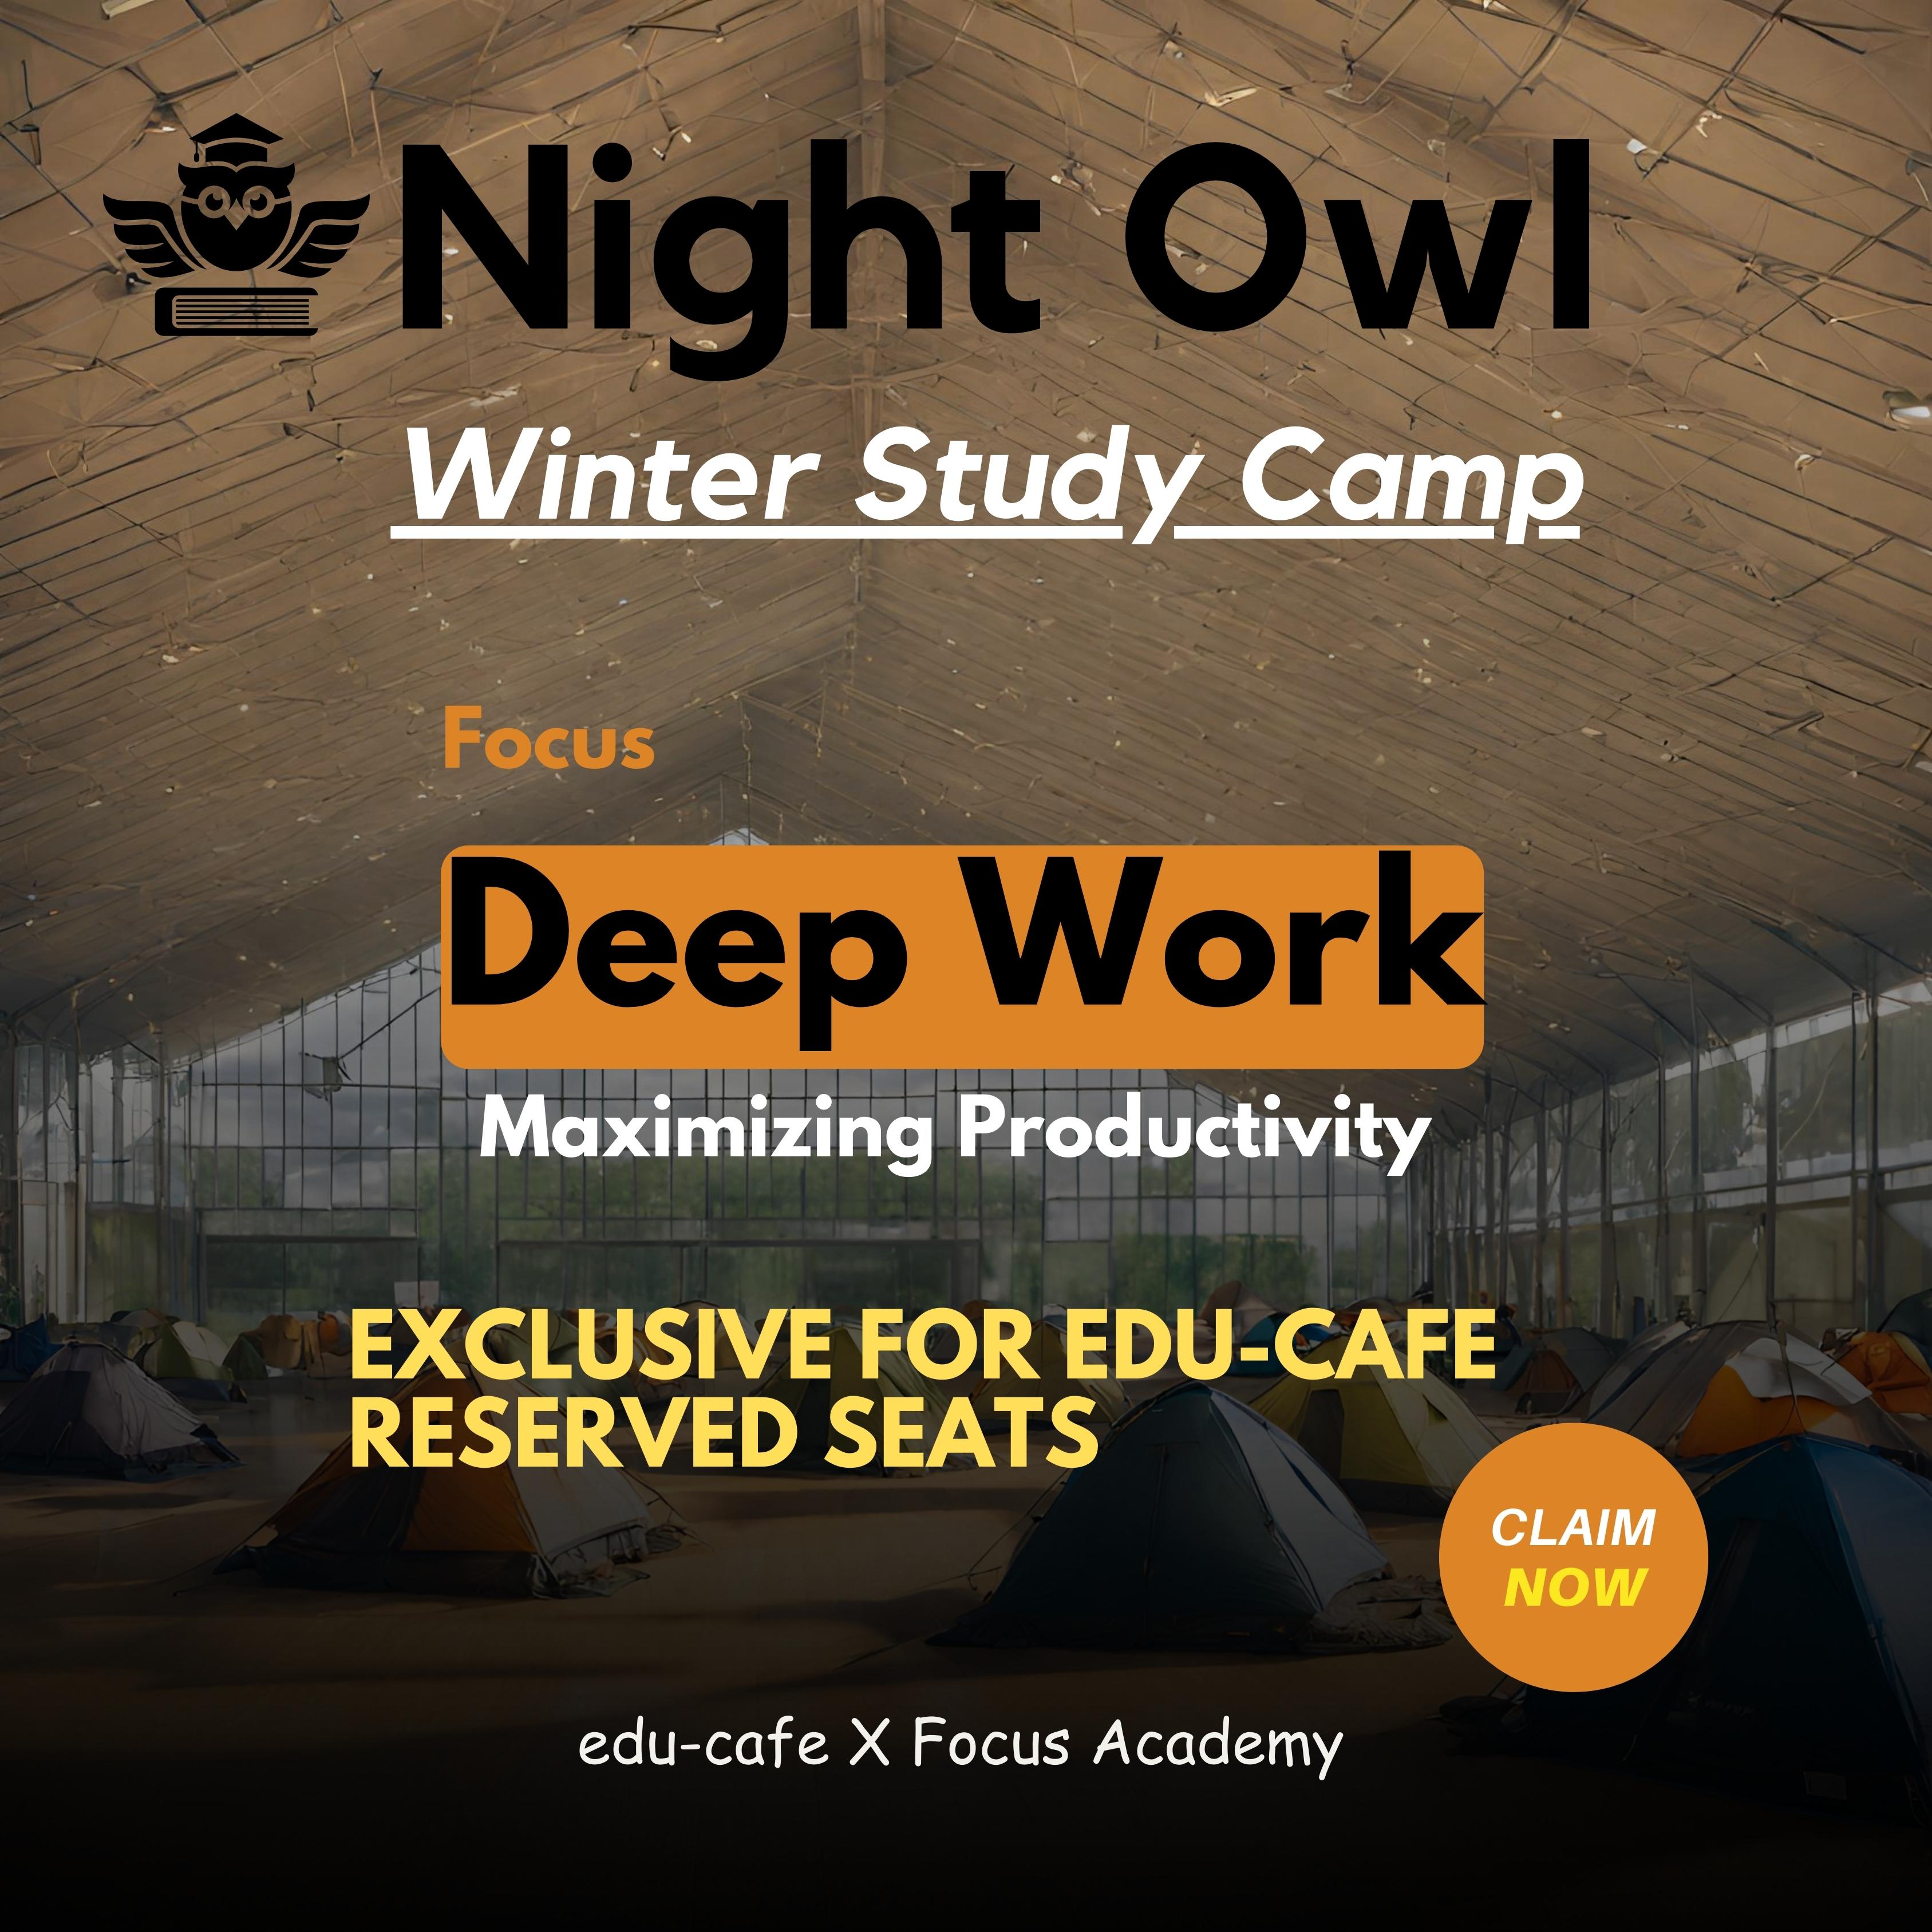 Night Owl
Winter Study Camp
Focus
Deep Work
Maximizing Productivity
EXCLUSIVE FOR EDU-CAFE
RESERVED SEATS
CLAIM
NOW
edu-cafe X Focus Academy